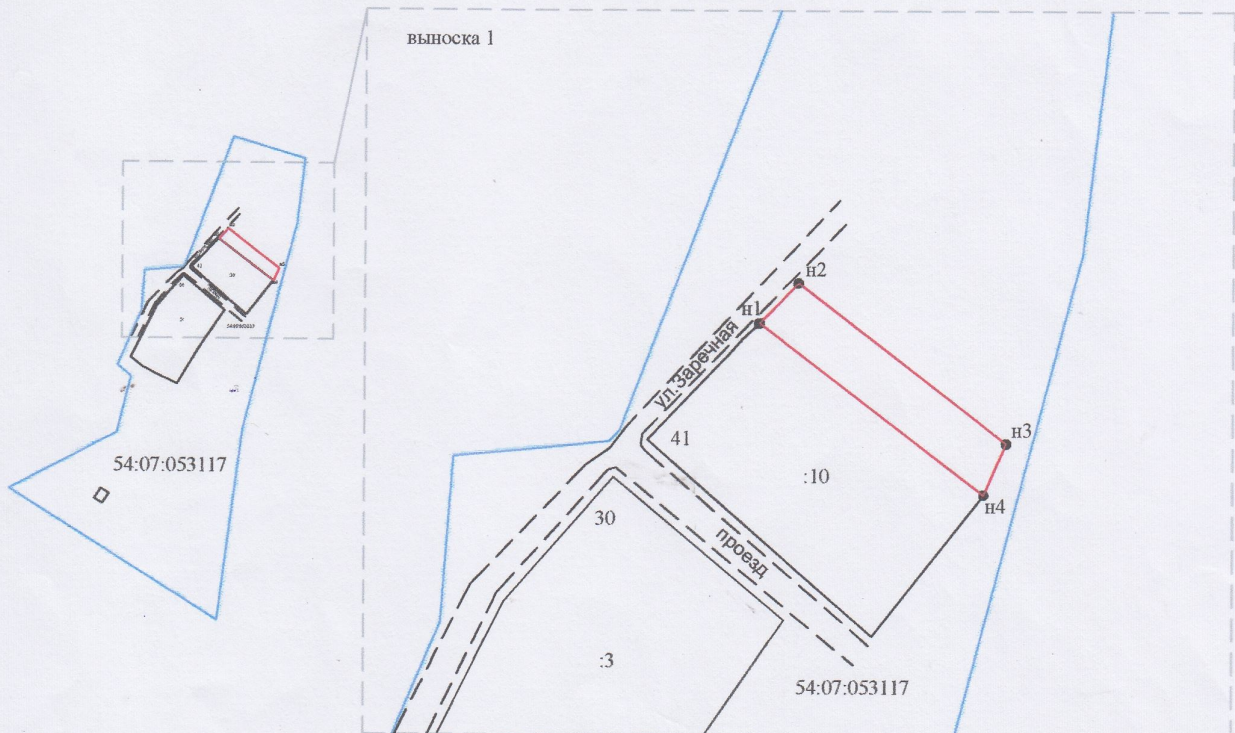 выноска 1
н2
н1
ул.Заречная
н3
41
:10
54:07:053117
н4
30
проезд
:3
54:07:053117